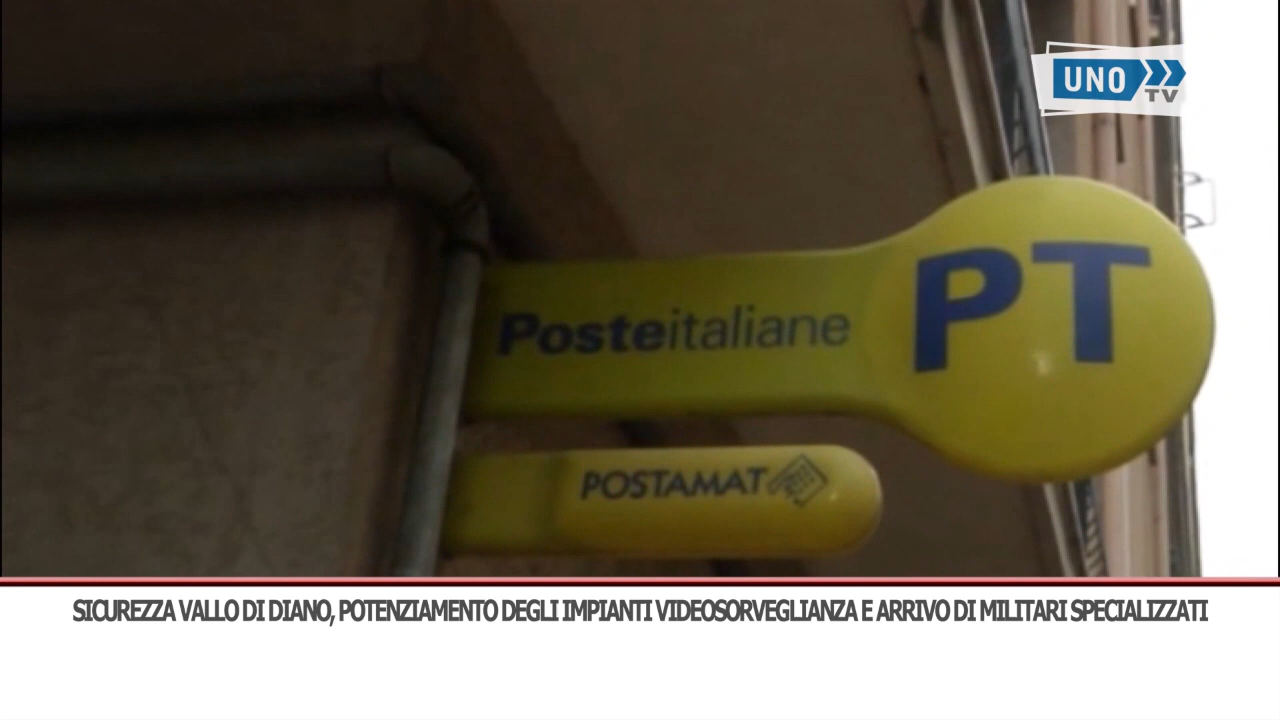 UNO
TV
PT
Posteitaliane
POSTAMAT
SICUREZZA VALLO DI DIANO, POTENZIAMENTO DEGLI IMPIANTI VIDEOSORVEGLIANZA E ARRIVO DI MILITARI SPECIALIZZATI